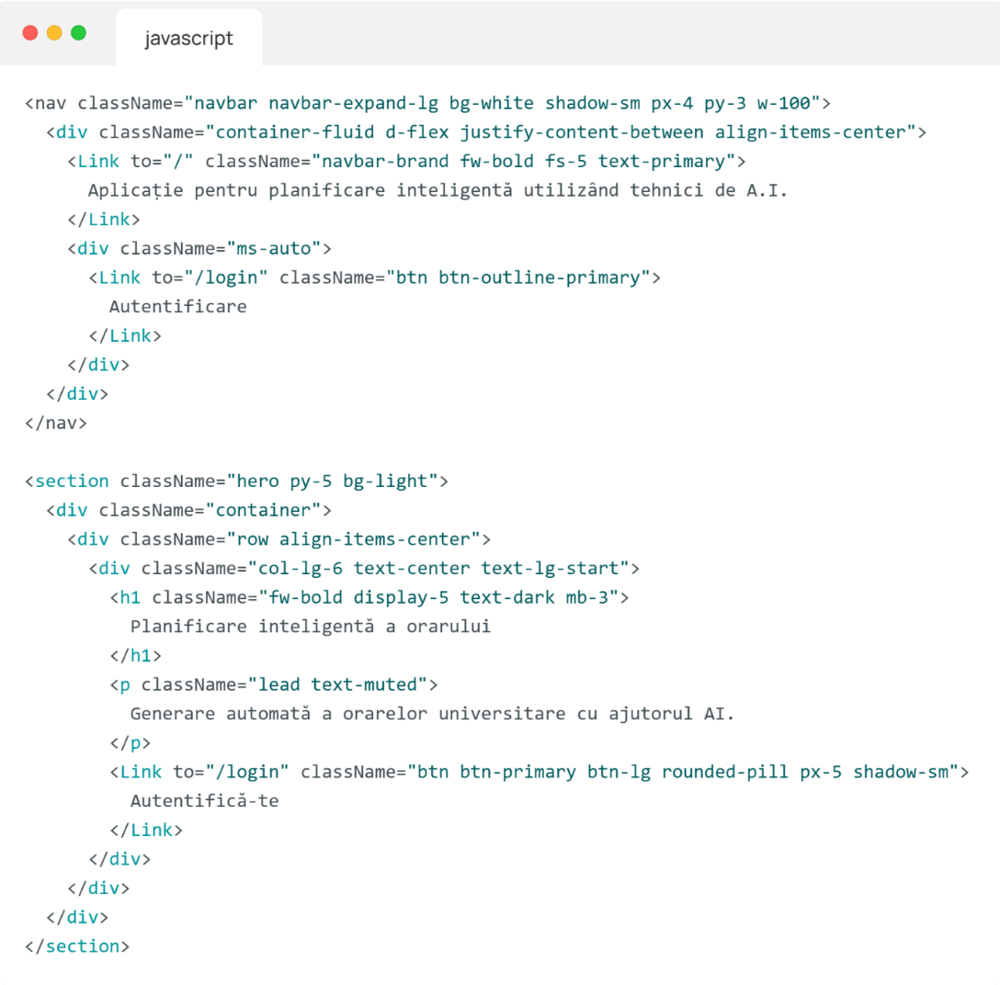 javascript
<nav className="navbar navbar-expand-lg bg-white shadow-sm px-4 py-3 w-100">
  <div className="container-fluid d-flex justify-content-between align-items-center">
    <Link to="/" className="navbar-brand fw-bold fs-5 text-primary">
      Aplicație pentru planificare inteligentă utilizând tehnici de A.I.
    </Link>
    <div className="ms-auto">
      <Link to="/login" className="btn btn-outline-primary">
        Autentificare
      </Link>
    </div>
  </div>
</nav>

<section className="hero py-5 bg-light">
  <div className="container">
    <div className="row align-items-center">
      <div className="col-lg-6 text-center text-lg-start">
        <h1 className="fw-bold display-5 text-dark mb-3">
          Planificare inteligentă a orarului
        </h1>
        <p className="lead text-muted">
          Generare automată a orarelor universitare cu ajutorul AI.
        </p>
        <Link to="/login" className="btn btn-primary btn-lg rounded-pill px-5 shadow-sm">
          Autentifică-te
        </Link>
      </div>
    </div>
  </div>
</section>